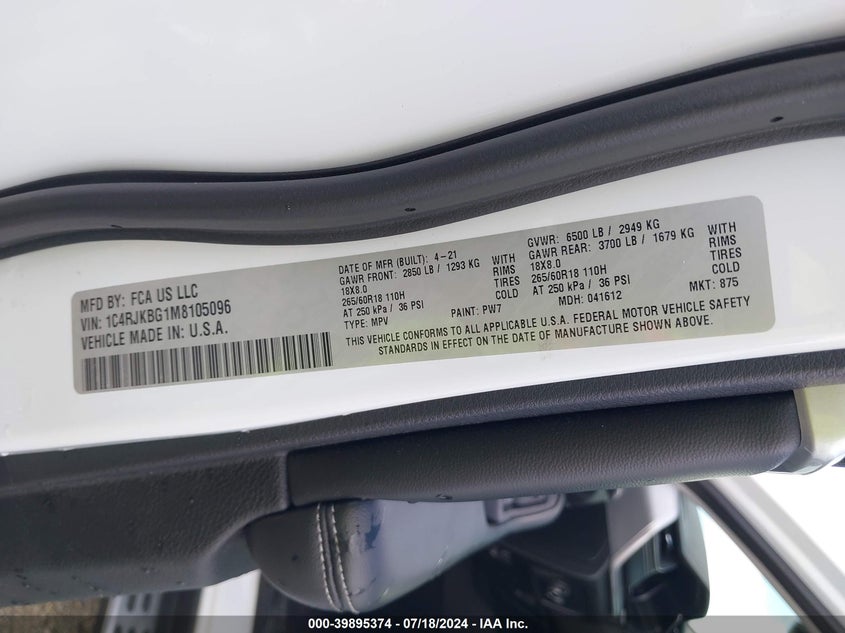 MFD BY: FCA US LLC
VIN: 1C4RJKBG1M8105096
VEHICLE MADE IN U.S.A.
DATE OF MFR (BUILT): 4-21
GAWR FRONT: 2850 LB / 1293 KG WITH
18X8.0 RIMS
265/60R18 110H TIRES
AT 250 kPa / 36 PSI COLD
TYPE: MPV PAINT: PW7
GVWR: 6500 LB / 2949 KG
GAWR REAR: 3700 LB / 1679 KG WITH
18X8.0 RIMS
265/60R18 110H TIRES
AT 250 kPa / 36 PSI COLD
MDH: 041612 MKT: 875
THIS VEHICLE CONFORMS TO ALL APPLICABLE U.S.A. FEDERAL MOTOR VEHICLE SAFETY
STANDARDS IN EFFECT ON THE DATE OF MANUFACTURE SHOWN ABOVE.
000-39895374 - 07/18/2024 - IAA Inc.